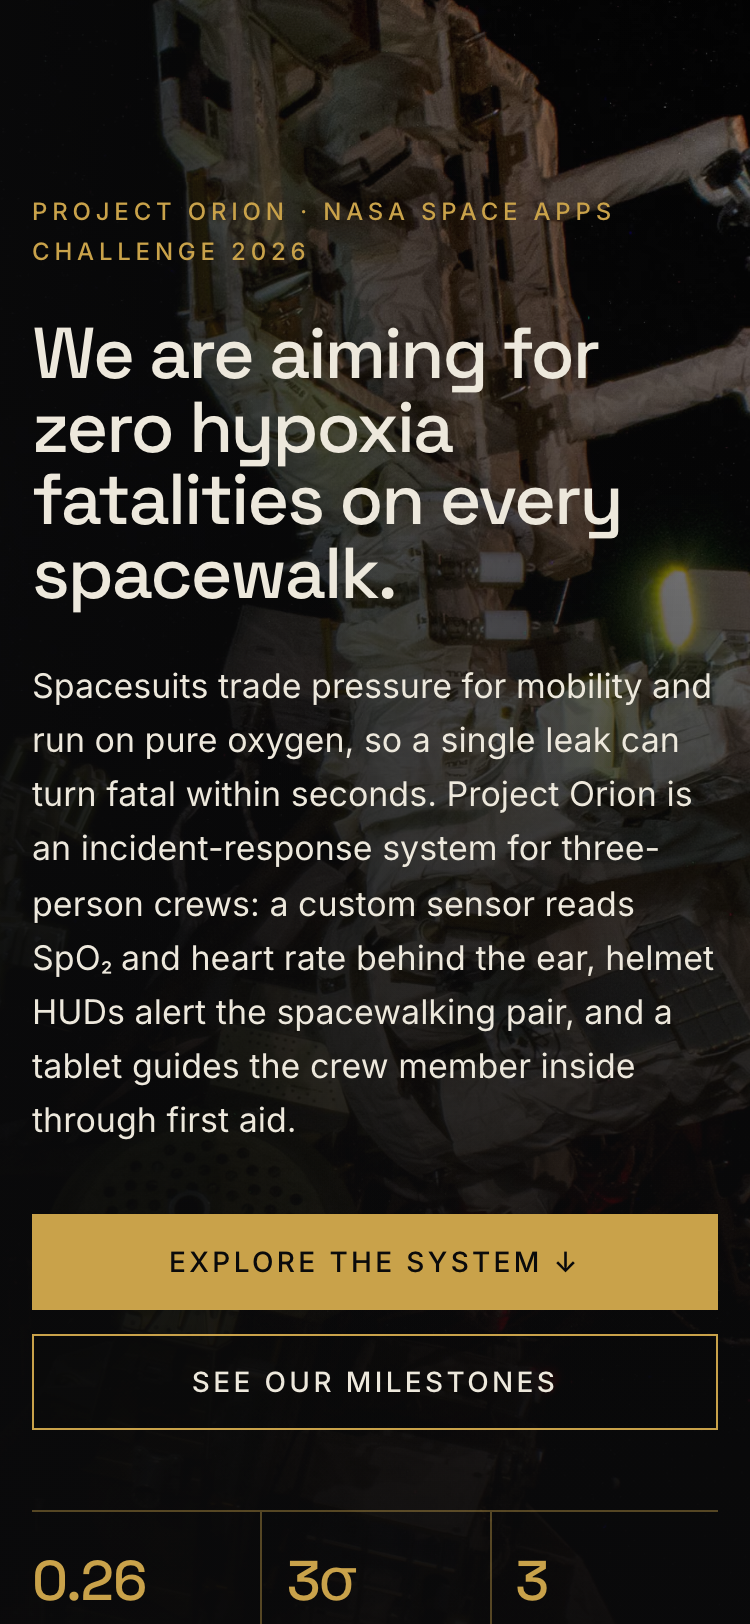 PROJECT ORION · NASA SPACE APPS
CHALLENGE 2026
We are aiming for
zero hypoxia
fatalities on every
spacewalk.
Spacesuits trade pressure for mobility and
run on pure oxygen, so a single leak can
turn fatal within seconds. Project Orion is
an incident-response system for three-
person crews: a custom sensor reads
SpO₂ and heart rate behind the ear, helmet
HUDs alert the spacewalking pair, and a
tablet guides the crew member inside
through first aid.
EXPLORE THE SYSTEM ↓
SEE OUR MILESTONES
0.26 3σ 3